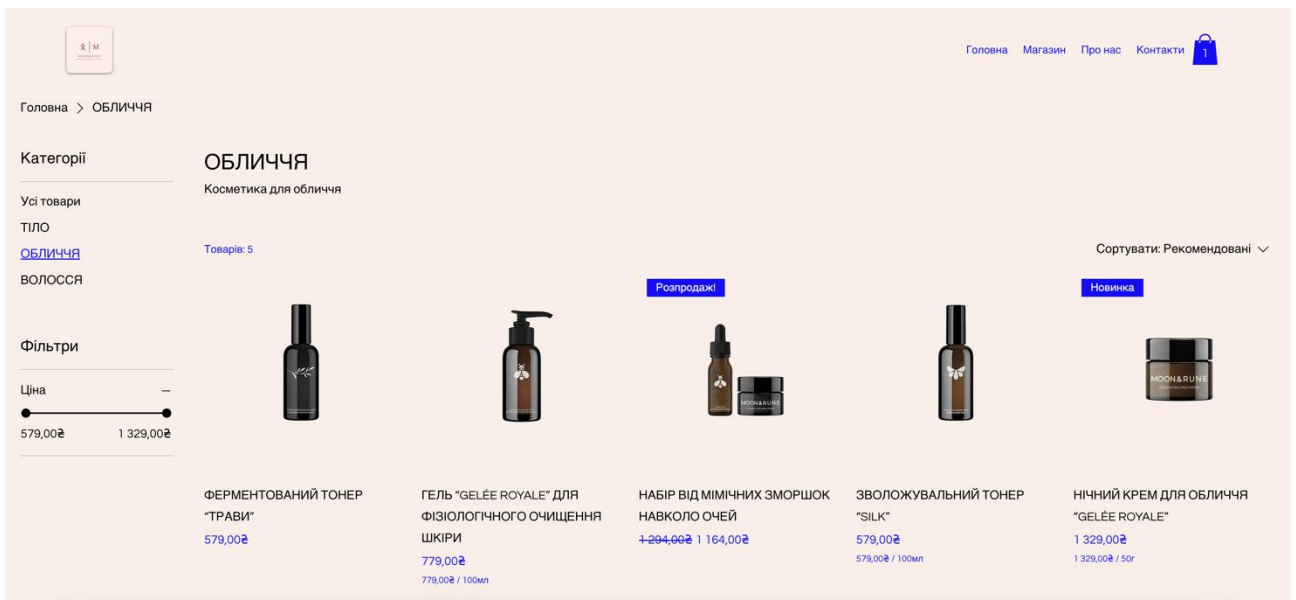 Я | M
Головна Магазин Про нас Контакти 1
Головна > ОБЛИЧЧЯ
Категорії
Усі товари
ТІЛО
ОБЛИЧЧЯ
ВОЛОССЯ
Фільтри
Ціна
579,00₴ 1 329,00₴
ОБЛИЧЧЯ
Косметика для обличчя
Товарів: 5
Сортувати: Рекомендовані
ФЕРМЕНТОВАНИЙ ТОНЕР
“ТРАВИ”
579,00₴
ГЕЛЬ “GELÉE ROYALE” ДЛЯ
ФІЗІОЛОГІЧНОГО ОЧИЩЕННЯ
ШКІРИ
779,00₴
779,00₴ / 100мл
Розпродаж!
MOON&RUNE
НАБІР ВІД МІМІЧНИХ ЗМОРШОК
НАВКОЛО ОЧЕЙ
1 294,00₴ 1 164,00₴
ЗВОЛОЖУВАЛЬНИЙ ТОНЕР
“SILK”
579,00₴
579,00₴ / 100мл
Новинка
MOON&RUNE
НІЧНИЙ КРЕМ ДЛЯ ОБЛИЧЧЯ
“GELÉE ROYALE”
1 329,00₴
1 329,00₴ / 50г